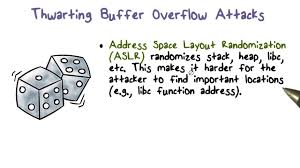 Thwarting Buffer Overflow Attacks
• Address Space Layout Randomization
(ASLR) randomizes stack, heap, libc,
etc. This makes it harder for the
attacker to find important locations
(e.g., libc function address).